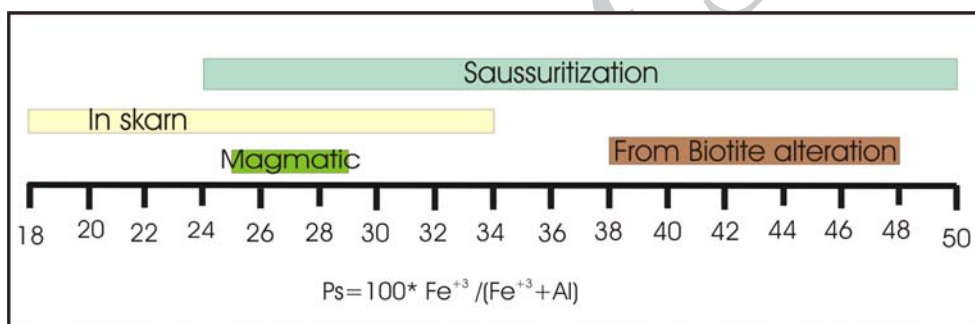 Saussuritization
In skarn
Magmatic
From Biotite alteration
18 20 22 24 26 28 30 32 34 36 38 40 42 44 46 48 50
Ps=100* Fe⁺³ /(Fe⁺³+Al)